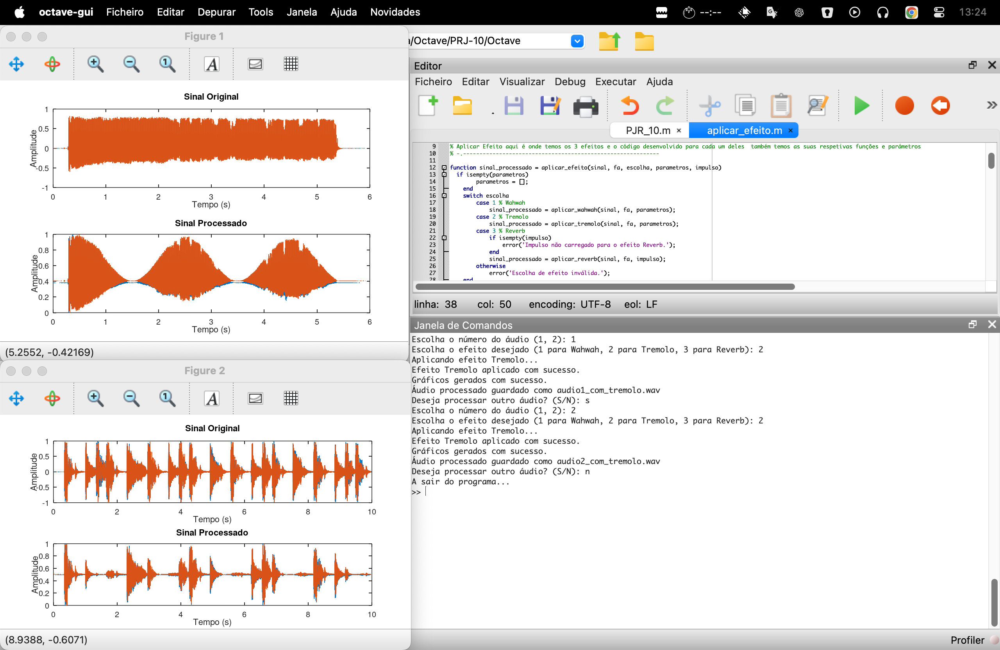 octave-gui Ficheiro Editar Depurar Tools Janela Ajuda Novidades --:-- 13:24
Figure 1
Sinal Original
Amplitude
1
0.5
0
-0.5
-1
0 1 2 3 4 5 6
Tempo (s)
Sinal Processado
Amplitude
1
0.8
0.6
0.4
0.2
0
0 1 2 3 4 5 6
Tempo (s)
(5.2552, -0.42169)
Figure 2
Sinal Original
Amplitude
1
0.5
0
-0.5
-1
0 2 4 6 8 10
Tempo (s)
Sinal Processado
Amplitude
1
0.8
0.6
0.4
0.2
0
0 2 4 6 8 10
Tempo (s)
(8.9388, -0.6071)
/Octave/PRJ-10/Octave
Editor
Ficheiro Editar Visualizar Debug Executar Ajuda
PJR_10.m aplicar_efeito.m
9 % Aplicar Efeito aqui é onde temos os 3 efeitos e o código desenvolvido para cada um deles  também temos as suas respetivas funções e parámetros
10 % -.------------------------------------------------------------
11
12 function sinal_processado = aplicar_efeito(sinal, fa, escolha, parametros, impulso)
13 if isempty(parametros)
14 parametros = [];
15 end
16 switch escolha
17 case 1 % Wahwah
18 sinal_processado = aplicar_wahwah(sinal, fa, parametros);
19 case 2 % Tremolo
20 sinal_processado = aplicar_tremolo(sinal, fa, parametros);
21 case 3 % Reverb
22 if isempty(impulso)
23 error('Impulso não carregado para o efeito Reverb.');
24 end
25 sinal_processado = aplicar_reverb(sinal, fa, impulso);
26 otherwise
27 error('Escolha de efeito inválida.');
28 end
linha: 38 col: 50 encoding: UTF-8 eol: LF
Janela de Comandos
Escolha o número do áudio (1, 2): 1
Escolha o efeito desejado (1 para Wahwah, 2 para Tremolo, 3 para Reverb): 2
Aplicando efeito Tremolo...
Efeito Tremolo aplicado com sucesso.
Gráficos gerados com sucesso.
Áudio processado guardado como audio1_com_tremolo.wav
Deseja processar outro áudio? (S/N): s
Escolha o número do áudio (1, 2): 2
Escolha o efeito desejado (1 para Wahwah, 2 para Tremolo, 3 para Reverb): 2
Aplicando efeito Tremolo...
Efeito Tremolo aplicado com sucesso.
Gráficos gerados com sucesso.
Áudio processado guardado como audio2_com_tremolo.wav
Deseja processar outro áudio? (S/N): n
A sair do programa...
>>
Profiler